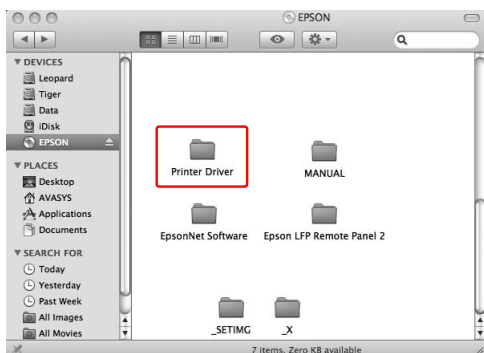 EPSON
DEVICES
Leopard
Tiger
Data
iDisk
EPSON
PLACES
Desktop
AVASYS
Applications
Documents
SEARCH FOR
Today
Yesterday
Past Week
All Images
All Movies
Printer Driver
MANUAL
EpsonNet Software
Epson LFP Remote Panel 2
_SETIMG
_X
7 items, Zero KB available